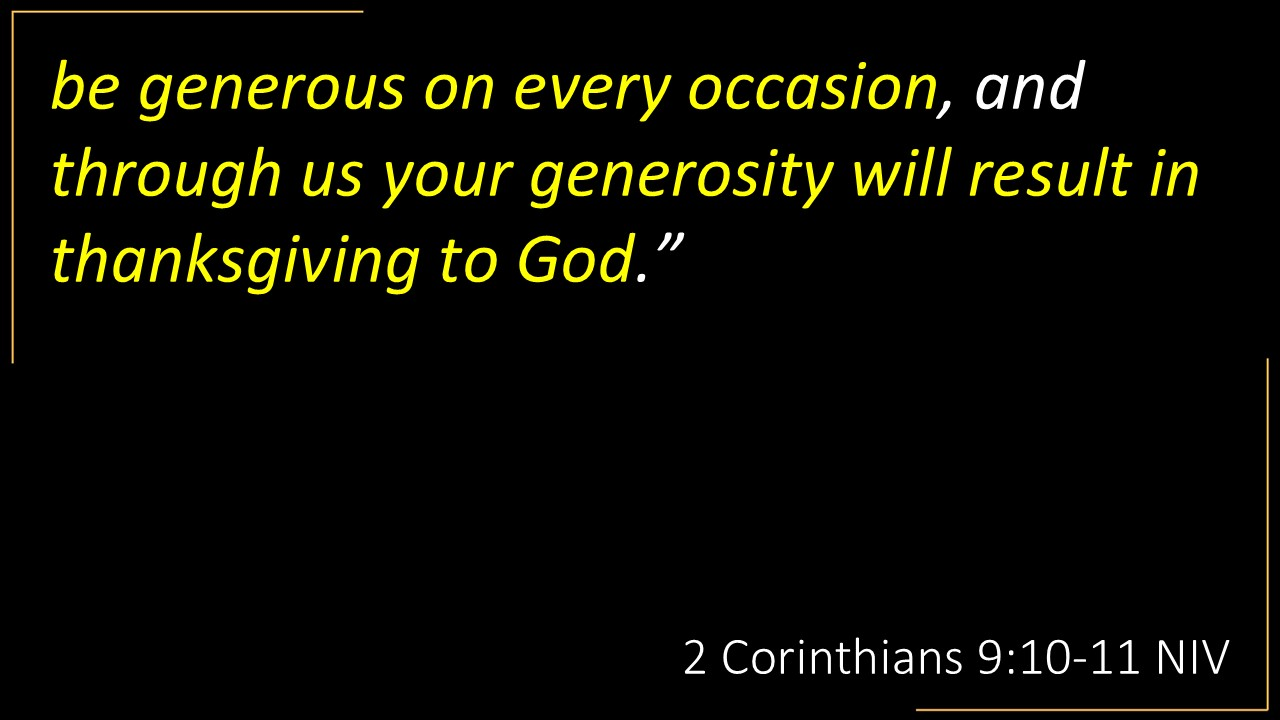 be generous on every occasion, and
through us your generosity will result in
thanksgiving to God.”
2 Corinthians 9:10-11 NIV